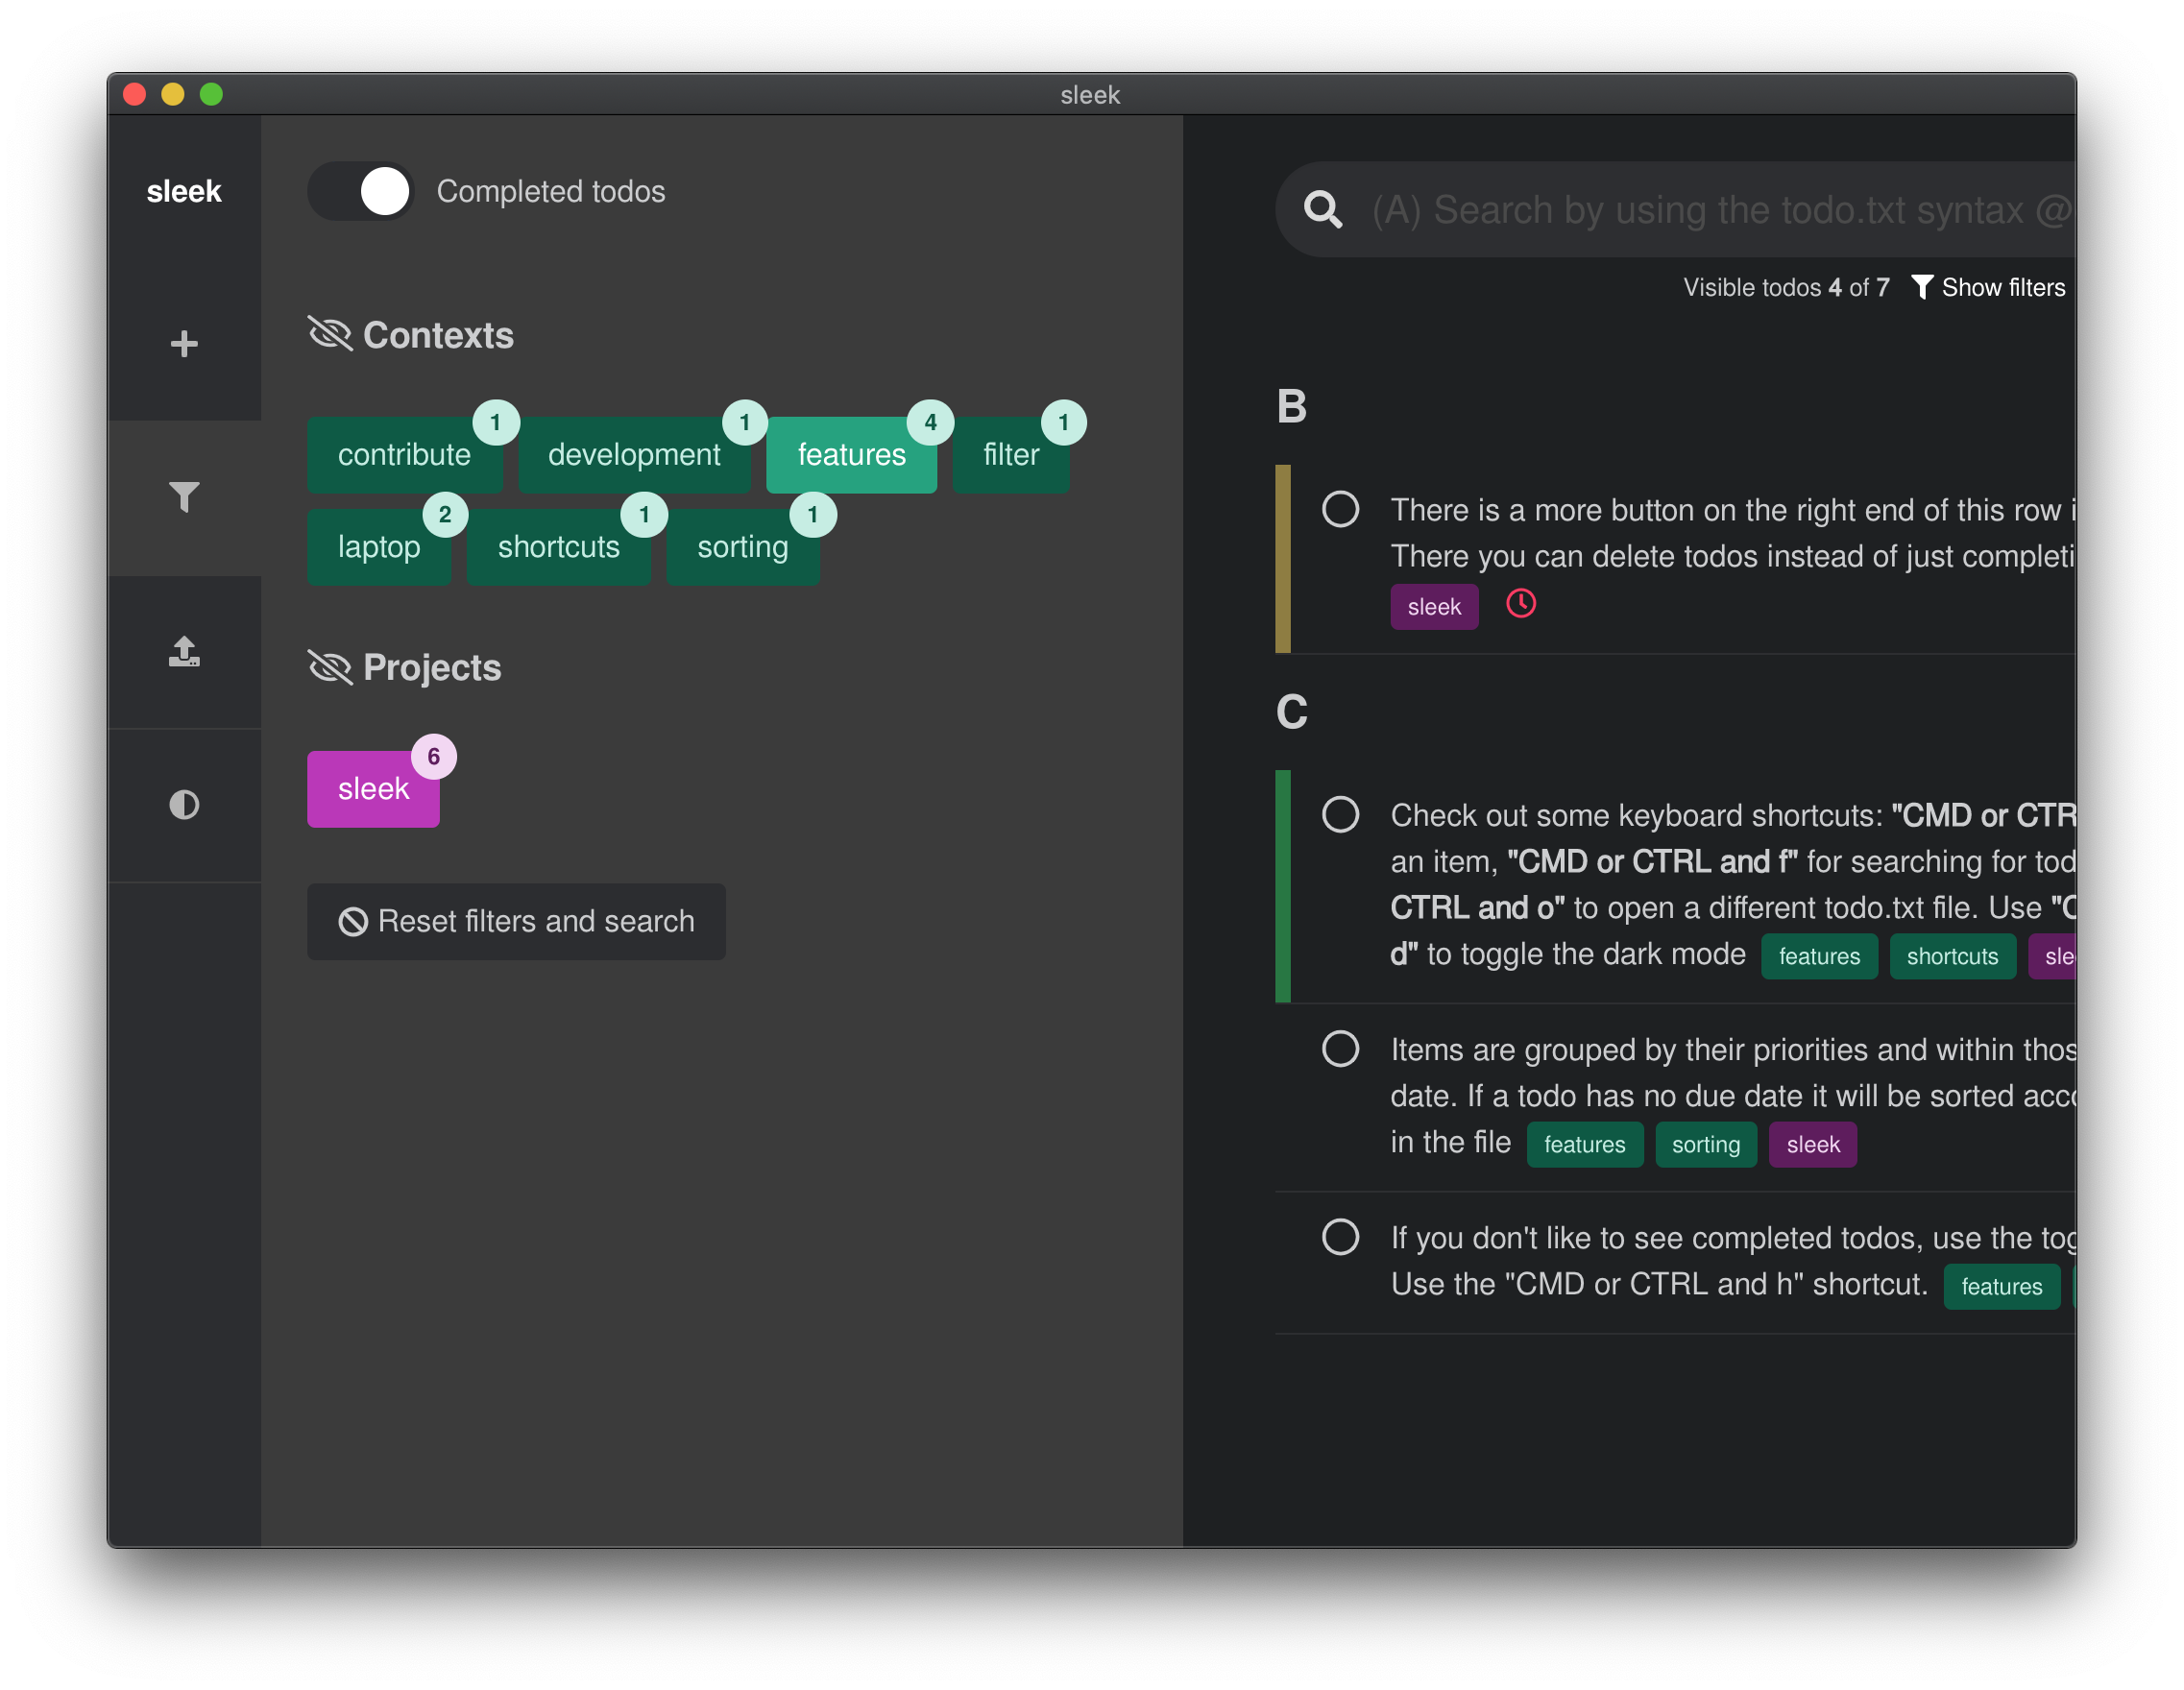 sleek
sleek
Completed todos
Contexts
contribute 1 development 1 features 4 filter 1
laptop 2 shortcuts 1 sorting 1
Projects
sleek 6
Reset filters and search
(A) Search by using the todo.txt syntax @
Visible todos 4 of 7 Show filters
B
There is a more button on the right end of this row
There you can delete todos instead of just
sleek
C
Check out some keyboard shortcuts: "CMD or
an item, "CMD or CTRL and f" for searching for
CTRL and o" to open a different todo.txt file. Use
d" to toggle the dark mode features shortcuts
Items are grouped by their priorities and within
date. If a todo has no due date it will be sorted
in the file features sorting sleek
If you don't like to see completed todos, use the
Use the "CMD or CTRL and h" shortcut. features